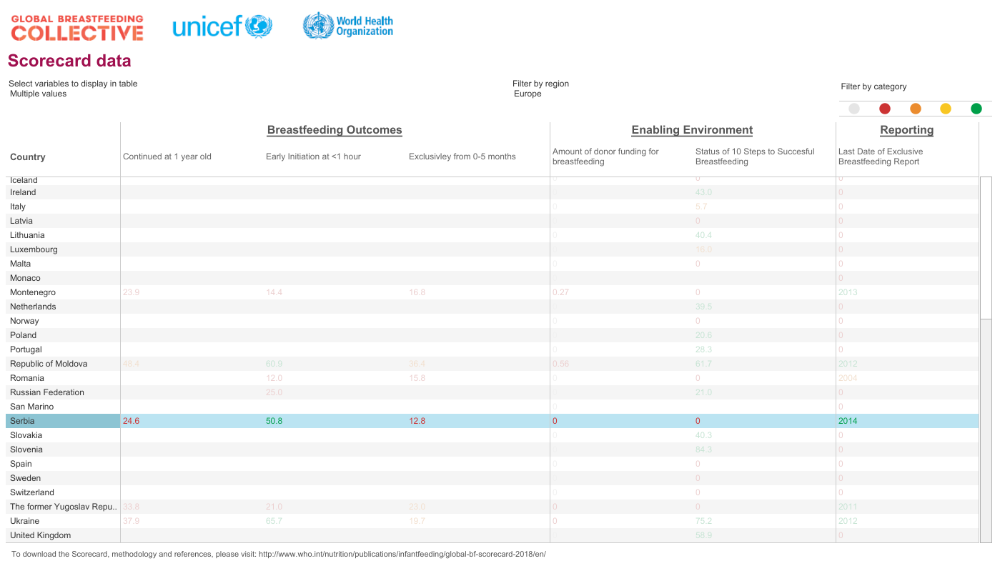 GLOBAL BREASTFEEDING
COLLECTIVE
unicef
World Health
Organization
Scorecard data
Select variables to display in table
Multiple values
Filter by region
Europe
Filter by category
Breastfeeding Outcomes Enabling Environment Reporting
Country Continued at 1 year old Early Initiation at <1 hour Exclusivley from 0-5 months Amount of donor funding for breastfeeding Status of 10 Steps to Succesful Breastfeeding Last Date of Exclusive Breastfeeding Report
Iceland 0 0 0
Ireland 43.0 0
Italy 0 5.7 0
Latvia 0 0
Lithuania 0 40.4 0
Luxembourg 16.0 0
Malta 0 0 0
Monaco 0
Montenegro 23.9 14.4 16.8 0.27 0 2013
Netherlands 39.5 0
Norway 0 0 0
Poland 20.6 0
Portugal 0 28.3 0
Republic of Moldova 48.4 60.9 36.4 0.56 61.7 2012
Romania 12.0 15.8 0 0 2004
Russian Federation 25.0 21.0 0
San Marino 0 0
Serbia 24.6 50.8 12.8 0 0 2014
Slovakia 0 40.3 0
Slovenia 84.3 0
Spain 0 0 0
Sweden 0 0
Switzerland 0 0 0
The former Yugoslav Repu.. 33.8 21.0 23.0 0 0 2011
Ukraine 37.9 65.7 19.7 0 75.2 2012
United Kingdom 58.9 0
To download the Scorecard, methodology and references, please visit: http://www.who.int/nutrition/publications/infantfeeding/global-bf-scorecard-2018/en/